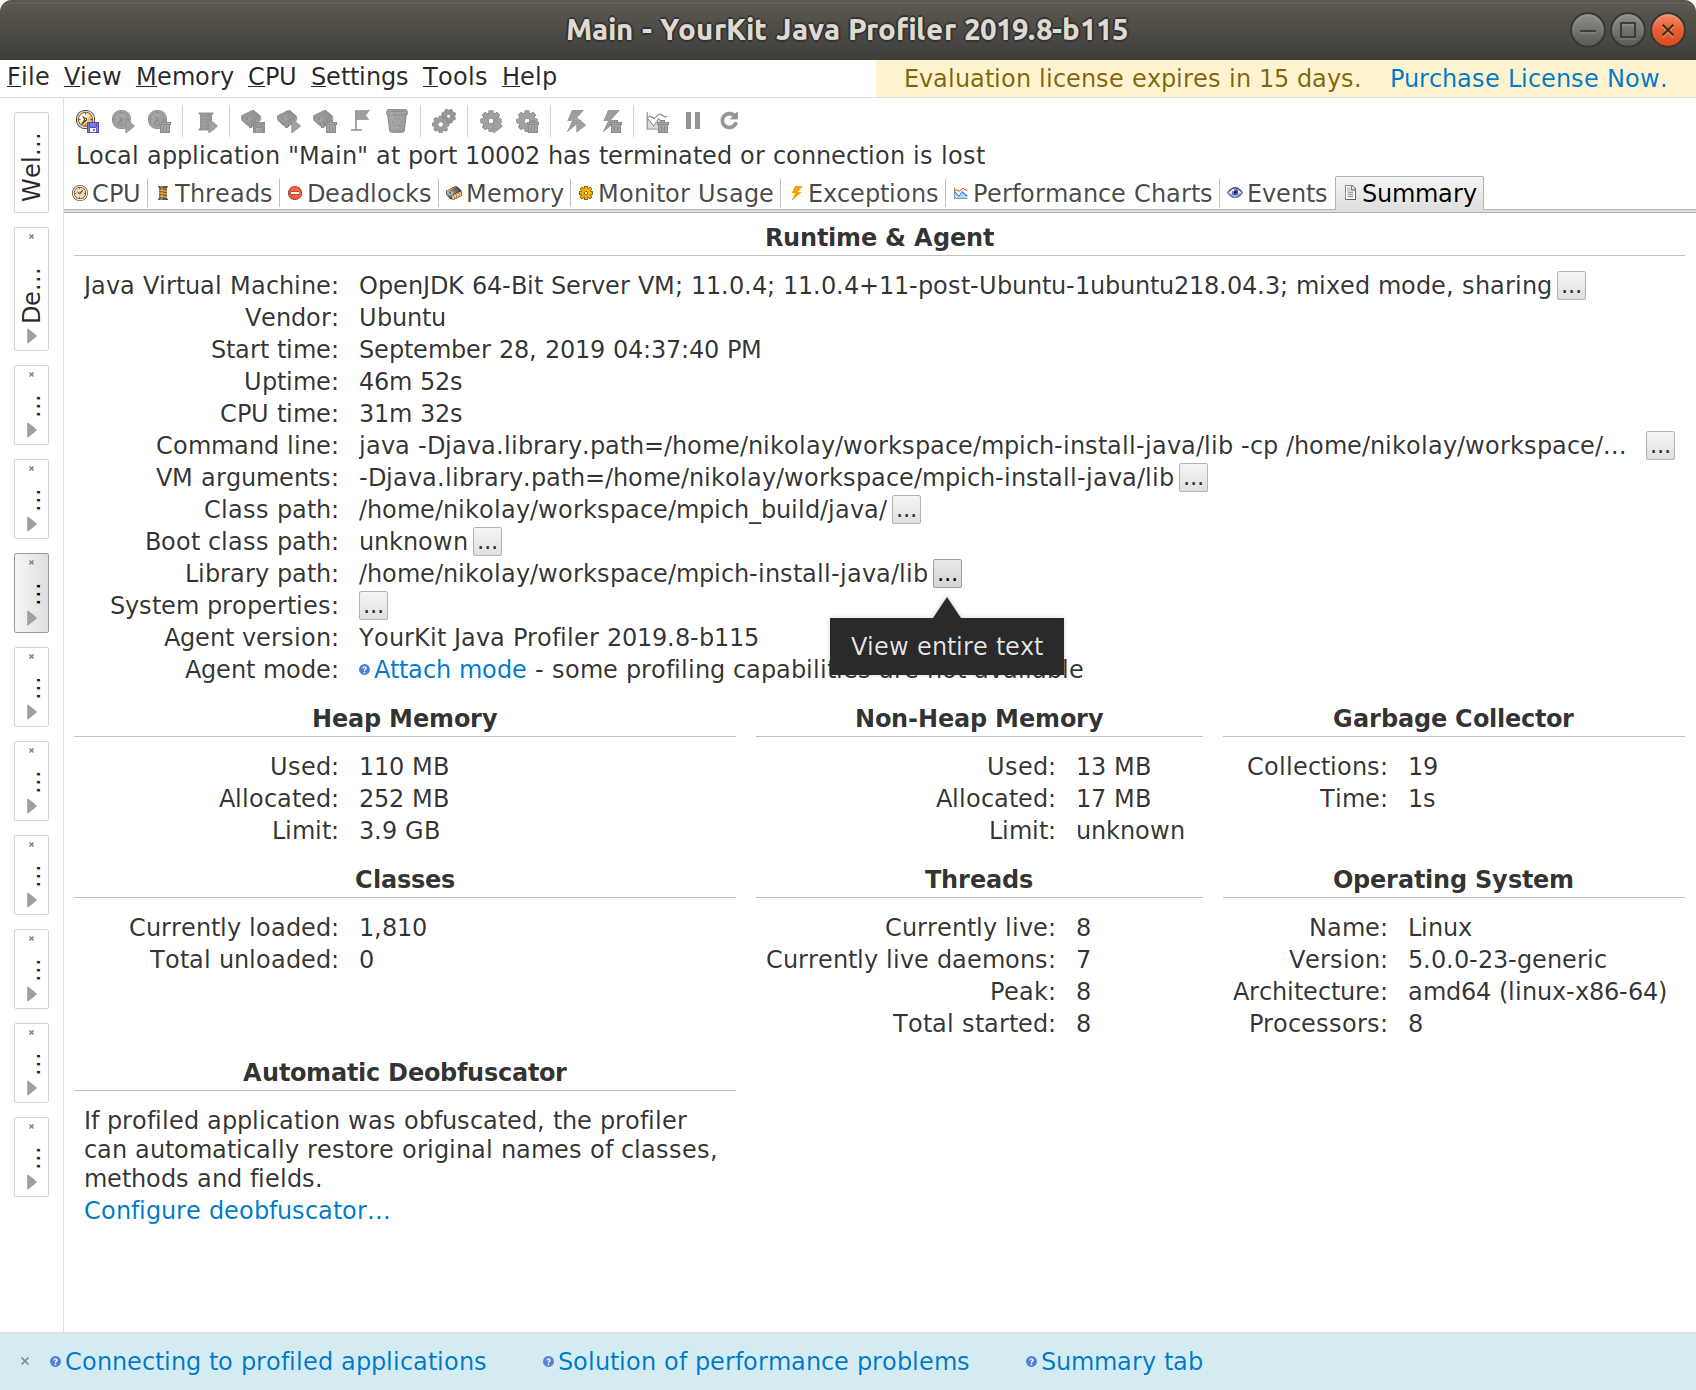 Main - YourKit Java Profiler 2019.8-b115
File View Memory CPU Settings Tools Help
Evaluation license expires in 15 days. Purchase License Now.
Wel...
De...
Local application "Main" at port 10002 has terminated or connection is lost
CPU Threads Deadlocks Memory Monitor Usage Exceptions Performance Charts Events Summary
Runtime & Agent
Java Virtual Machine: OpenJDK 64-Bit Server VM; 11.0.4; 11.0.4+11-post-Ubuntu-1ubuntu218.04.3; mixed mode, sharing ...
Vendor: Ubuntu
Start time: September 28, 2019 04:37:40 PM
Uptime: 46m 52s
CPU time: 31m 32s
Command line: java -Djava.library.path=/home/nikolay/workspace/mpich-install-java/lib -cp /home/nikolay/workspace/... ...
VM arguments: -Djava.library.path=/home/nikolay/workspace/mpich-install-java/lib ...
Class path: /home/nikolay/workspace/mpich_build/java/ ...
Boot class path: unknown ...
Library path: /home/nikolay/workspace/mpich-install-java/lib ...
System properties: ...
Agent version: YourKit Java Profiler 2019.8-b115
View entire text
Agent mode: Attach mode - some profiling capabilities are not available
Heap Memory
Used: 110 MB
Allocated: 252 MB
Limit: 3.9 GB
Non-Heap Memory
Used: 13 MB
Allocated: 17 MB
Limit: unknown
Garbage Collector
Collections: 19
Time: 1s
Classes
Currently loaded: 1,810
Total unloaded: 0
Threads
Currently live: 8
Currently live daemons: 7
Peak: 8
Total started: 8
Operating System
Name: Linux
Version: 5.0.0-23-generic
Architecture: amd64 (linux-x86-64)
Processors: 8
Automatic Deobfuscator
If profiled application was obfuscated, the profiler
can automatically restore original names of classes,
methods and fields.
Configure deobfuscator...
Connecting to profiled applications Solution of performance problems Summary tab